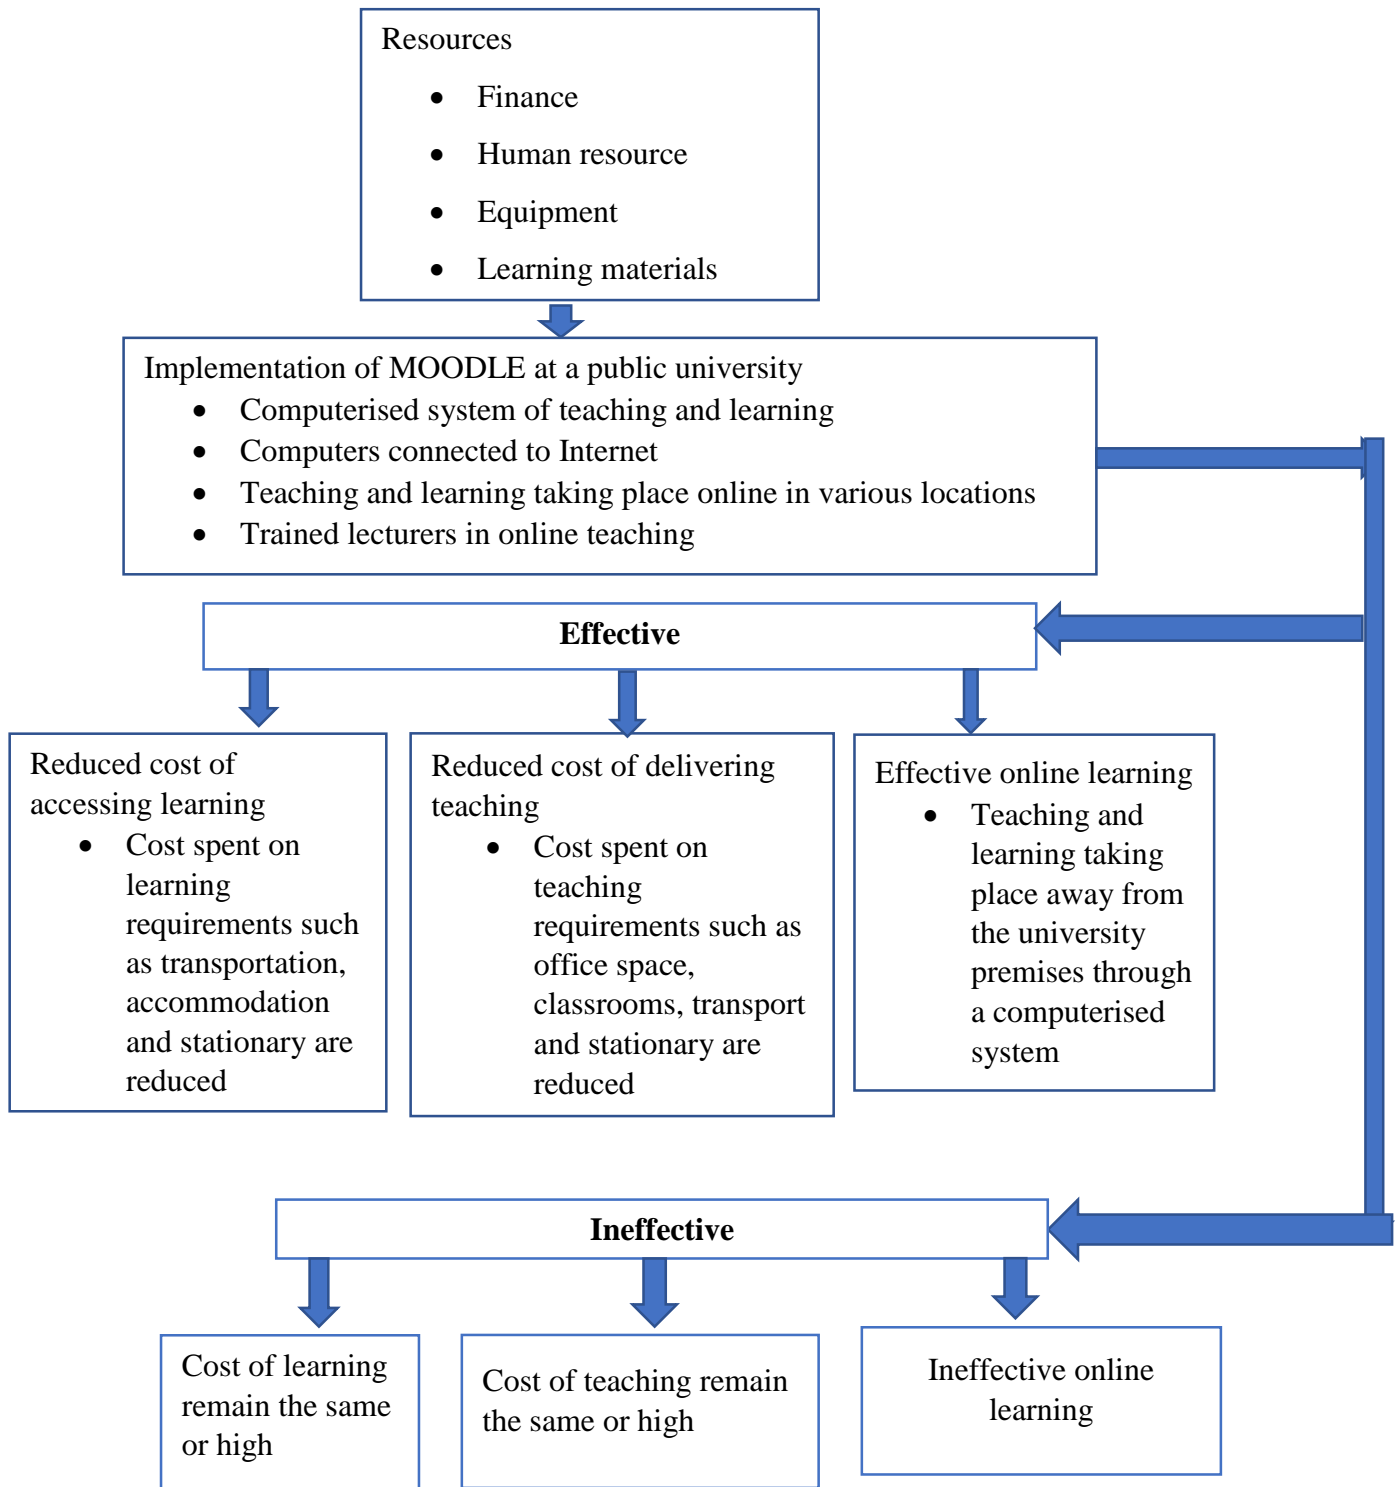 Resources
• Finance
• Human resource
• Equipment
• Learning materials
Implementation of MOODLE at a public university
• Computerised system of teaching and learning
• Computers connected to Internet
• Teaching and learning taking place online in various locations
• Trained lecturers in online teaching
Effective
Reduced cost of
accessing learning
• Cost spent on
learning
requirements such
as transportation,
accommodation
and stationary are
reduced
Reduced cost of delivering
teaching
• Cost spent on
teaching
requirements such as
office space,
classrooms, transport
and stationary are
reduced
Effective online learning
• Teaching and
learning taking
place away from
the university
premises through
a computerised
system
Ineffective
Cost of learning
remain the same
or high
Cost of teaching remain
the same or high
Ineffective online
learning